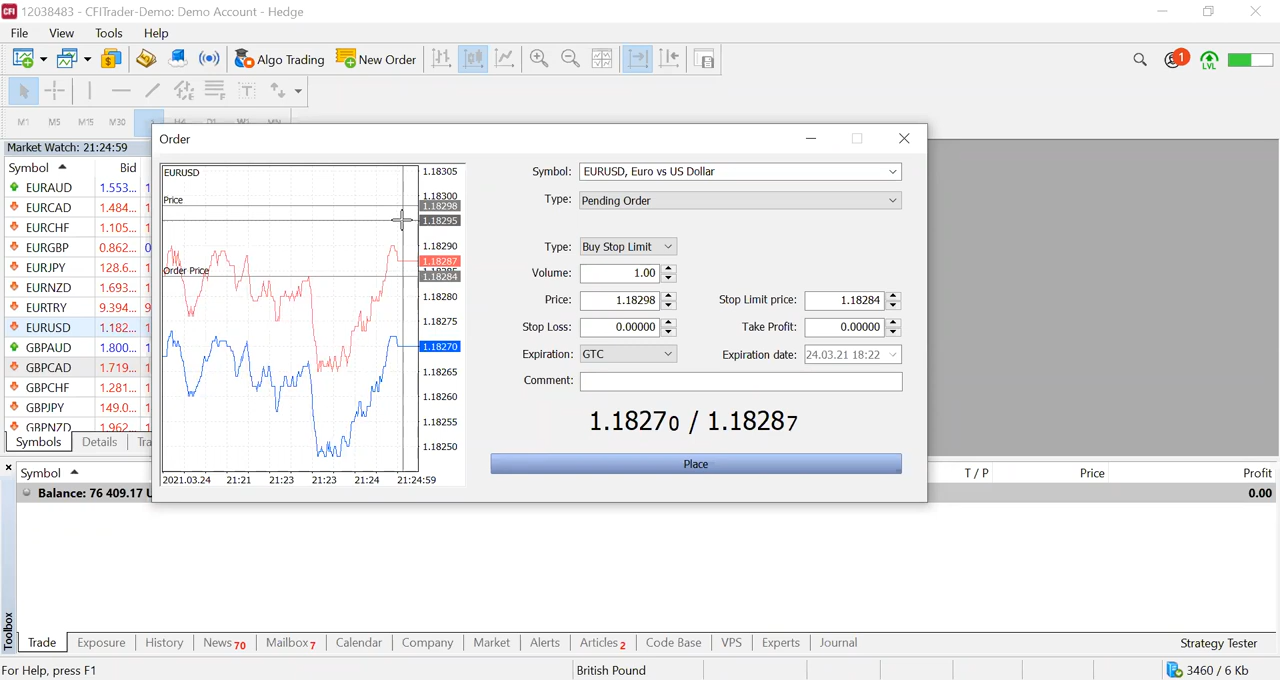 12038483 - CFITrader-Demo: Demo Account - Hedge
File View Tools Help
Algo Trading New Order 1 LVL
M1 M5 M15 M30
Market Watch: 21:24:59
Symbol Bid
EURAUD 1.553...
EURCAD 1.484...
EURCHF 1.105...
EURGBP 0.862...
EURJPY 128.6...
EURNZD 1.693...
EURTRY 9.394...
EURUSD 1.182...
GBPAUD 1.800...
GBPCAD 1.719...
GBPCHF 1.281...
GBPJPY 149.0...
GBPNZD 1.962...
Symbols Details Tra
Order
EURUSD
Price
Order Price
1.18305
1.18300
1.18298
1.18295
1.18290
1.18287
1.18285
1.18284
1.18280
1.18275
1.18270
1.18265
1.18260
1.18255
1.18250
2021.03.24 21:21 21:23 21:23 21:24 21:24:59
Symbol: EURUSD, Euro vs US Dollar
Type: Pending Order
Type: Buy Stop Limit
Volume: 1.00
Price: 1.18298 Stop Limit price: 1.18284
Stop Loss: 0.00000 Take Profit: 0.00000
Expiration: GTC Expiration date: 24.03.21 18:22
Comment:
1.18270 / 1.18287
Place
Symbol T / P Price Profit
Balance: 76 409.17 U 0.00
Toolbox
Trade Exposure History News 70 Mailbox 7 Calendar Company Market Alerts Articles 2 Code Base VPS Experts Journal Strategy Tester
For Help, press F1 British Pound 3460 / 6 Kb